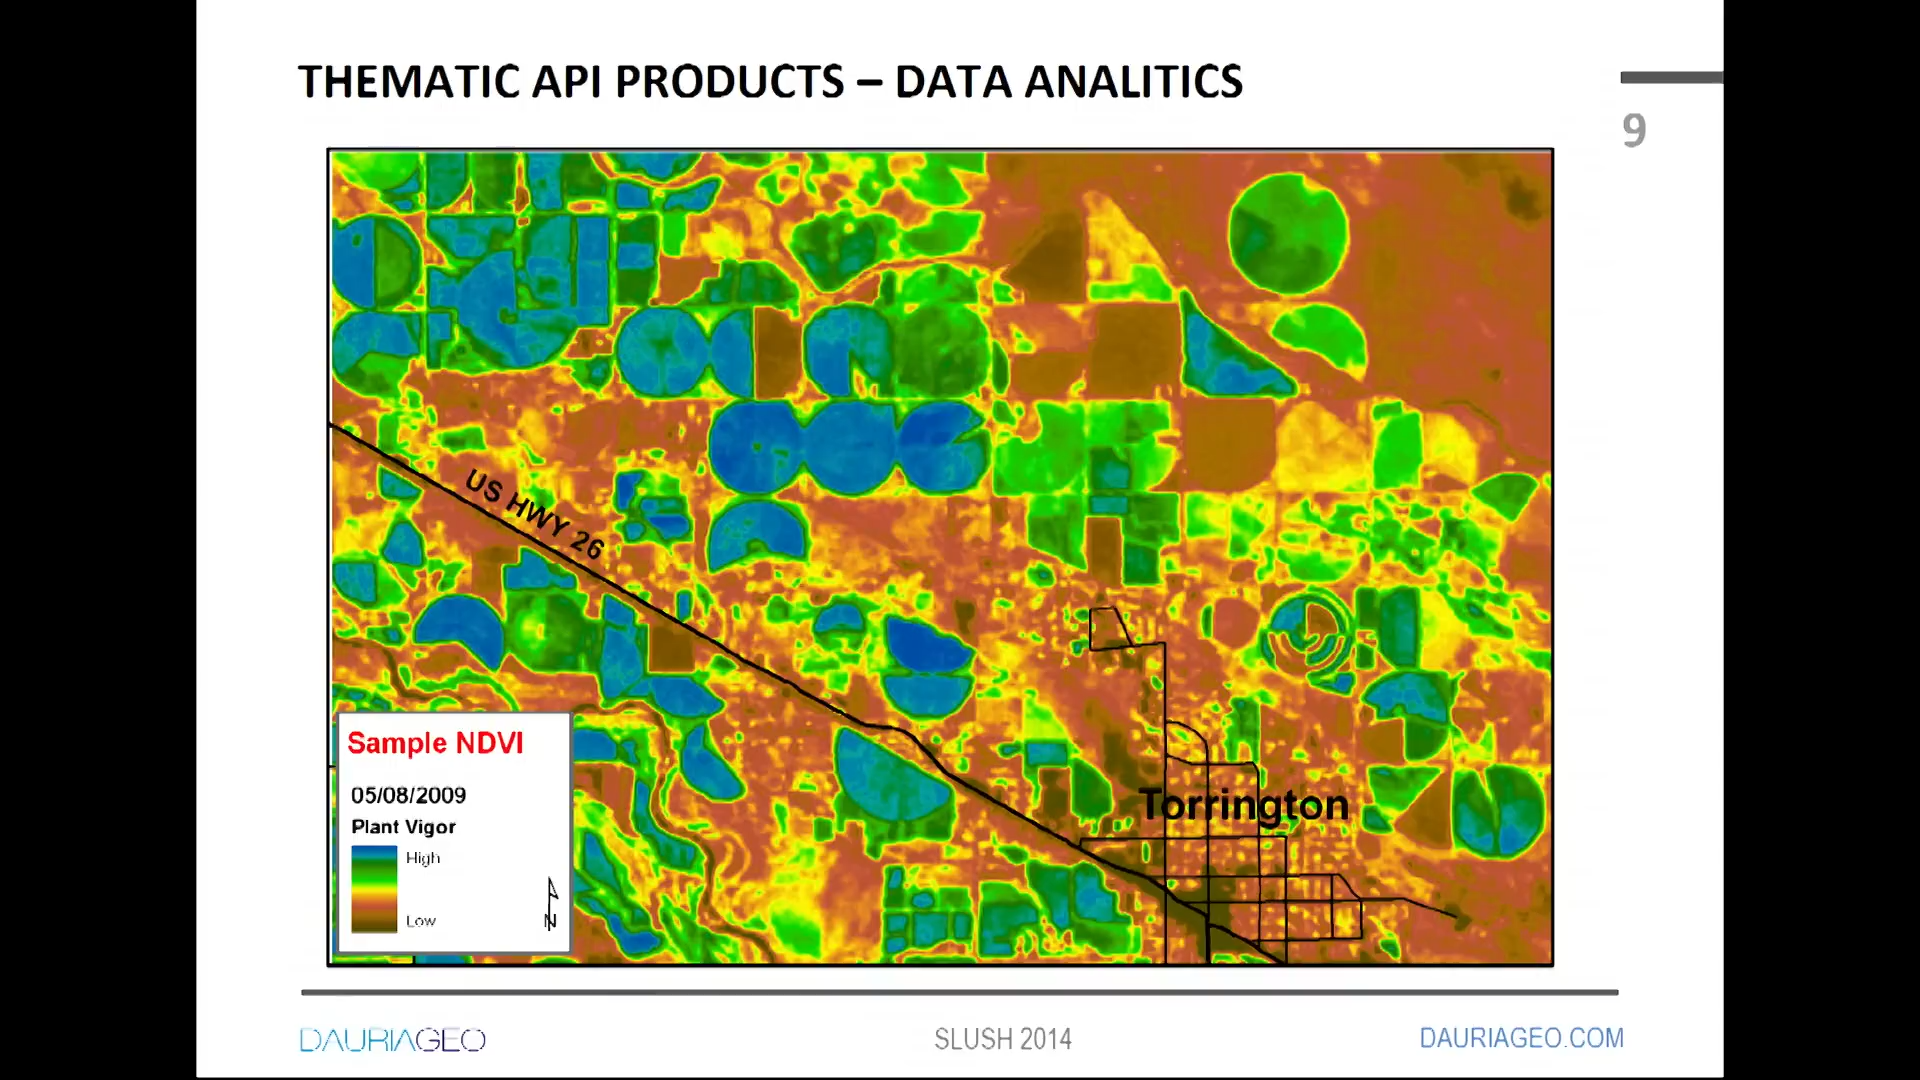 THEMATIC API PRODUCTS – DATA ANALITICS
9
US HWY 26
Torrington
Sample NDVI
05/08/2009
Plant Vigor
High
Low
N
DAURIAGEO
SLUSH 2014
DAURIAGEO.COM